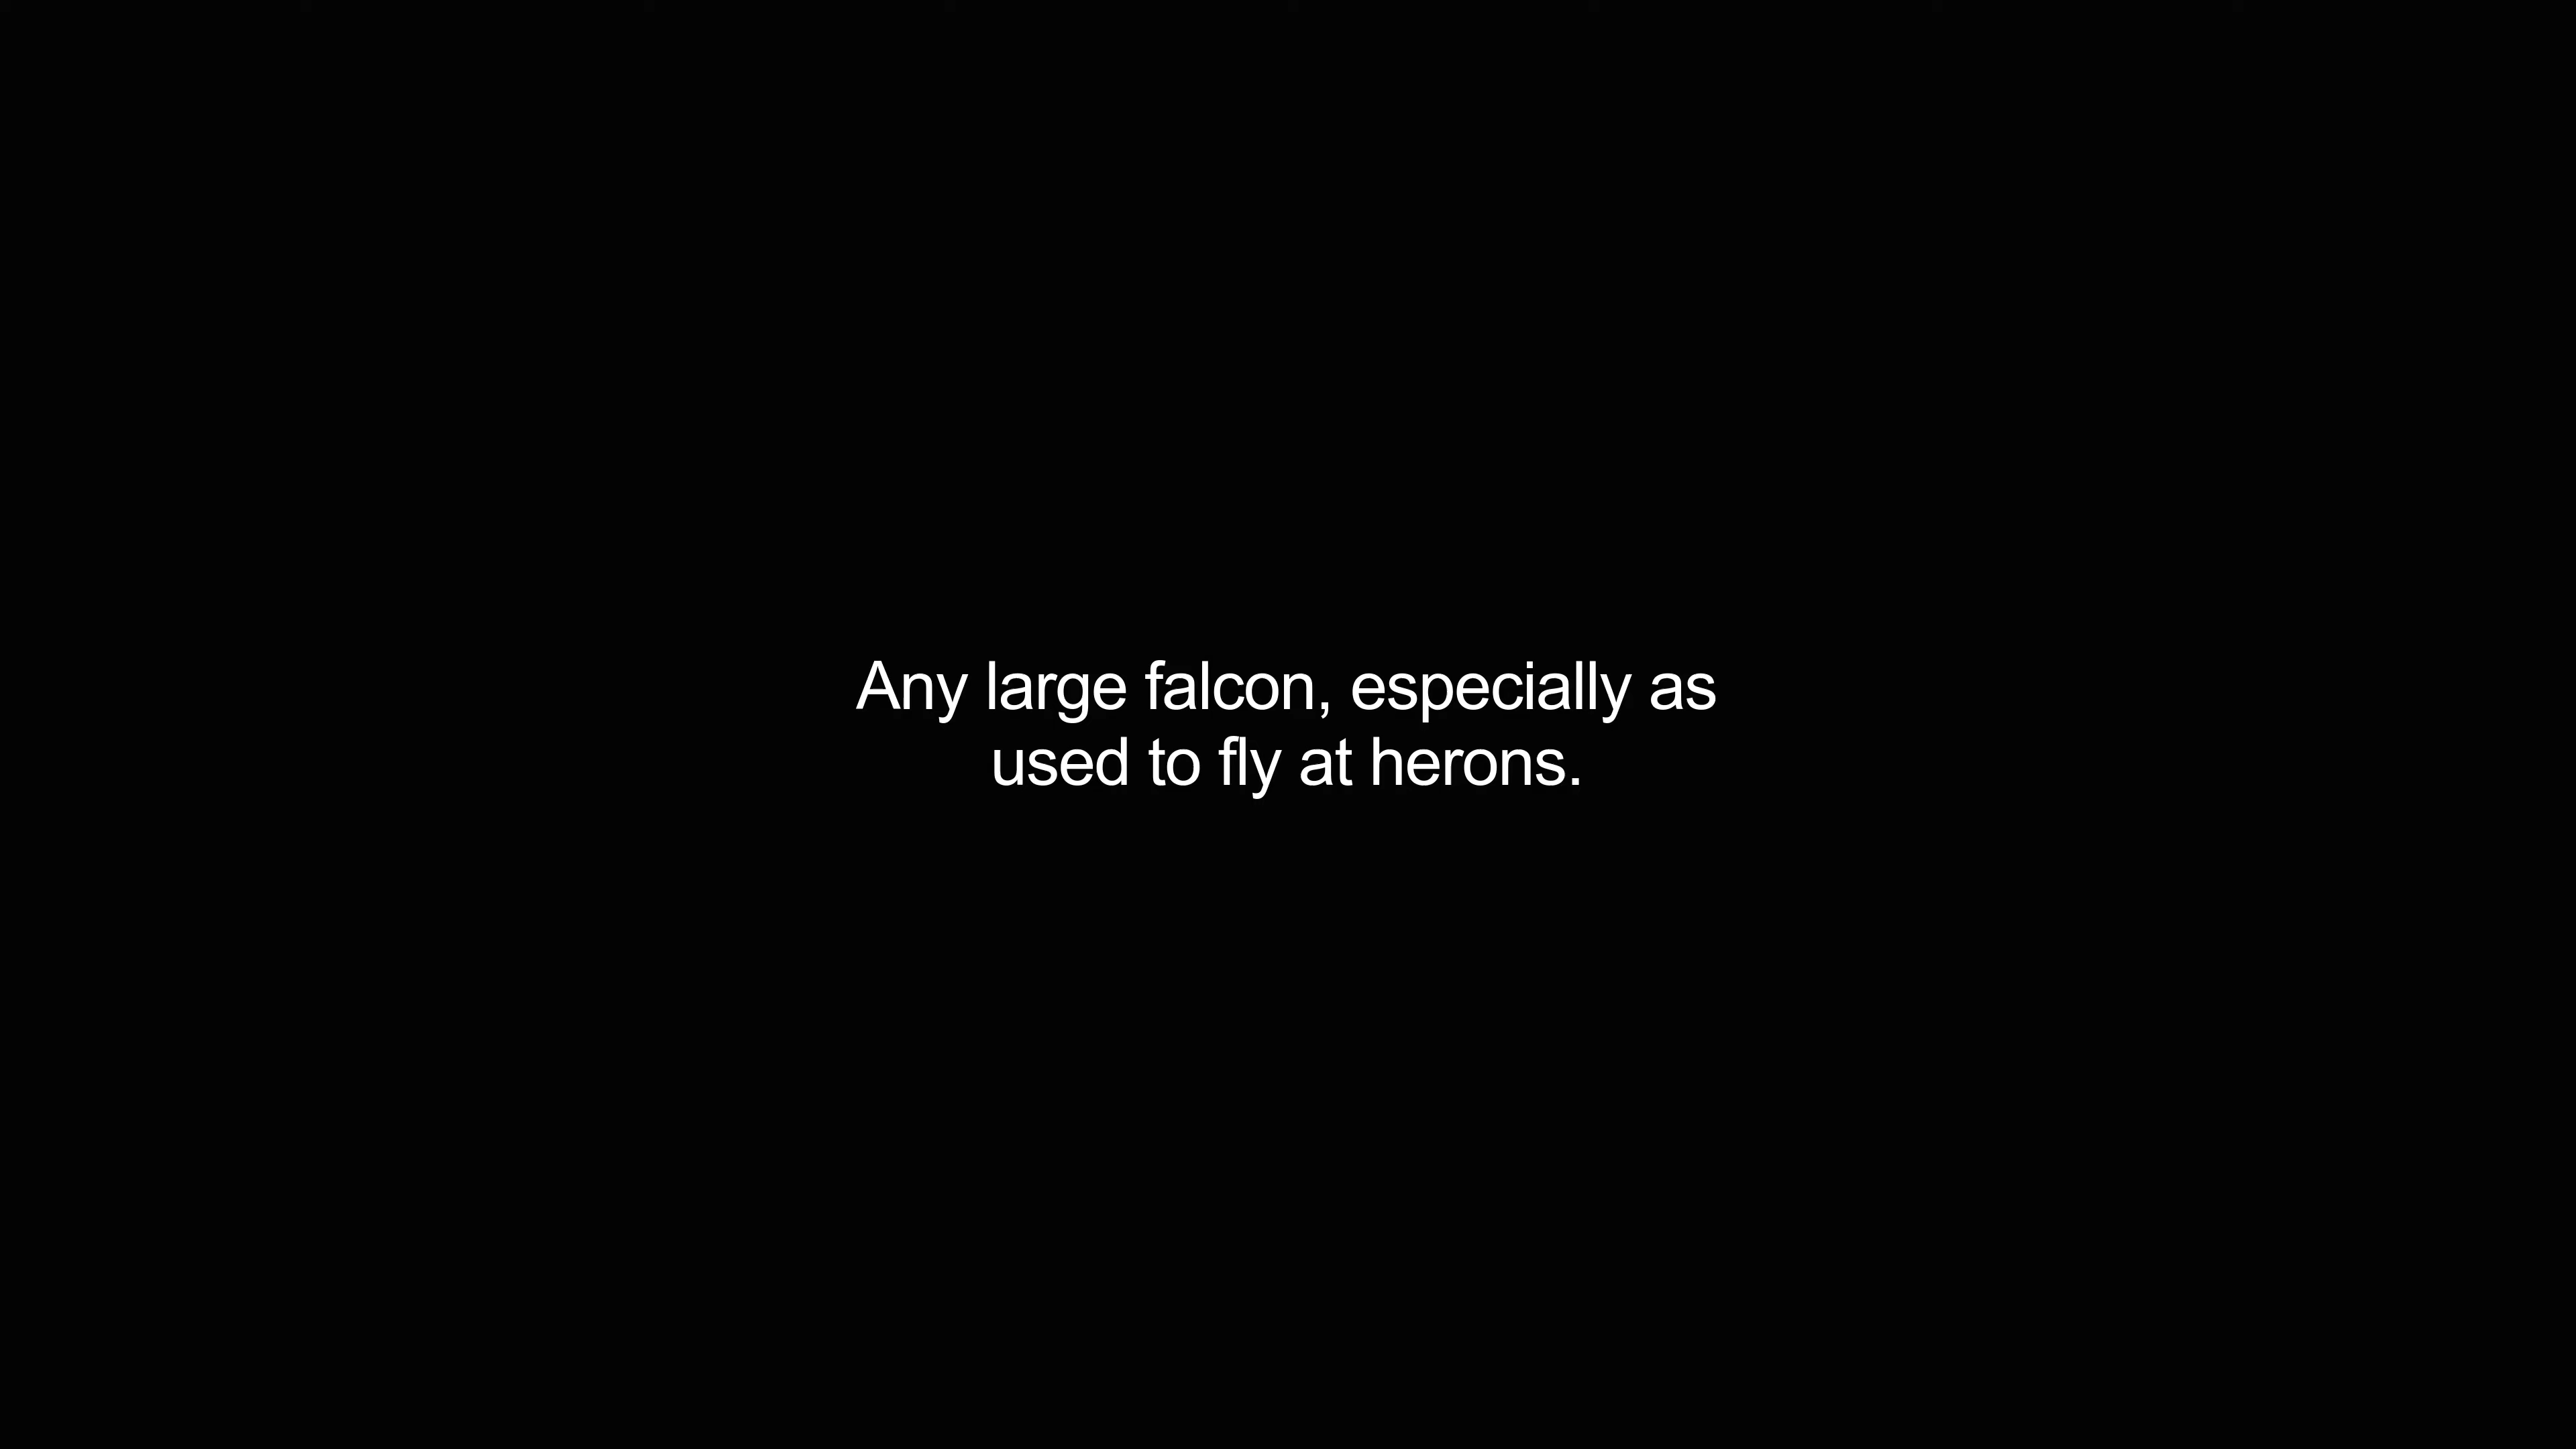 Any large falcon, especially as
used to fly at herons.